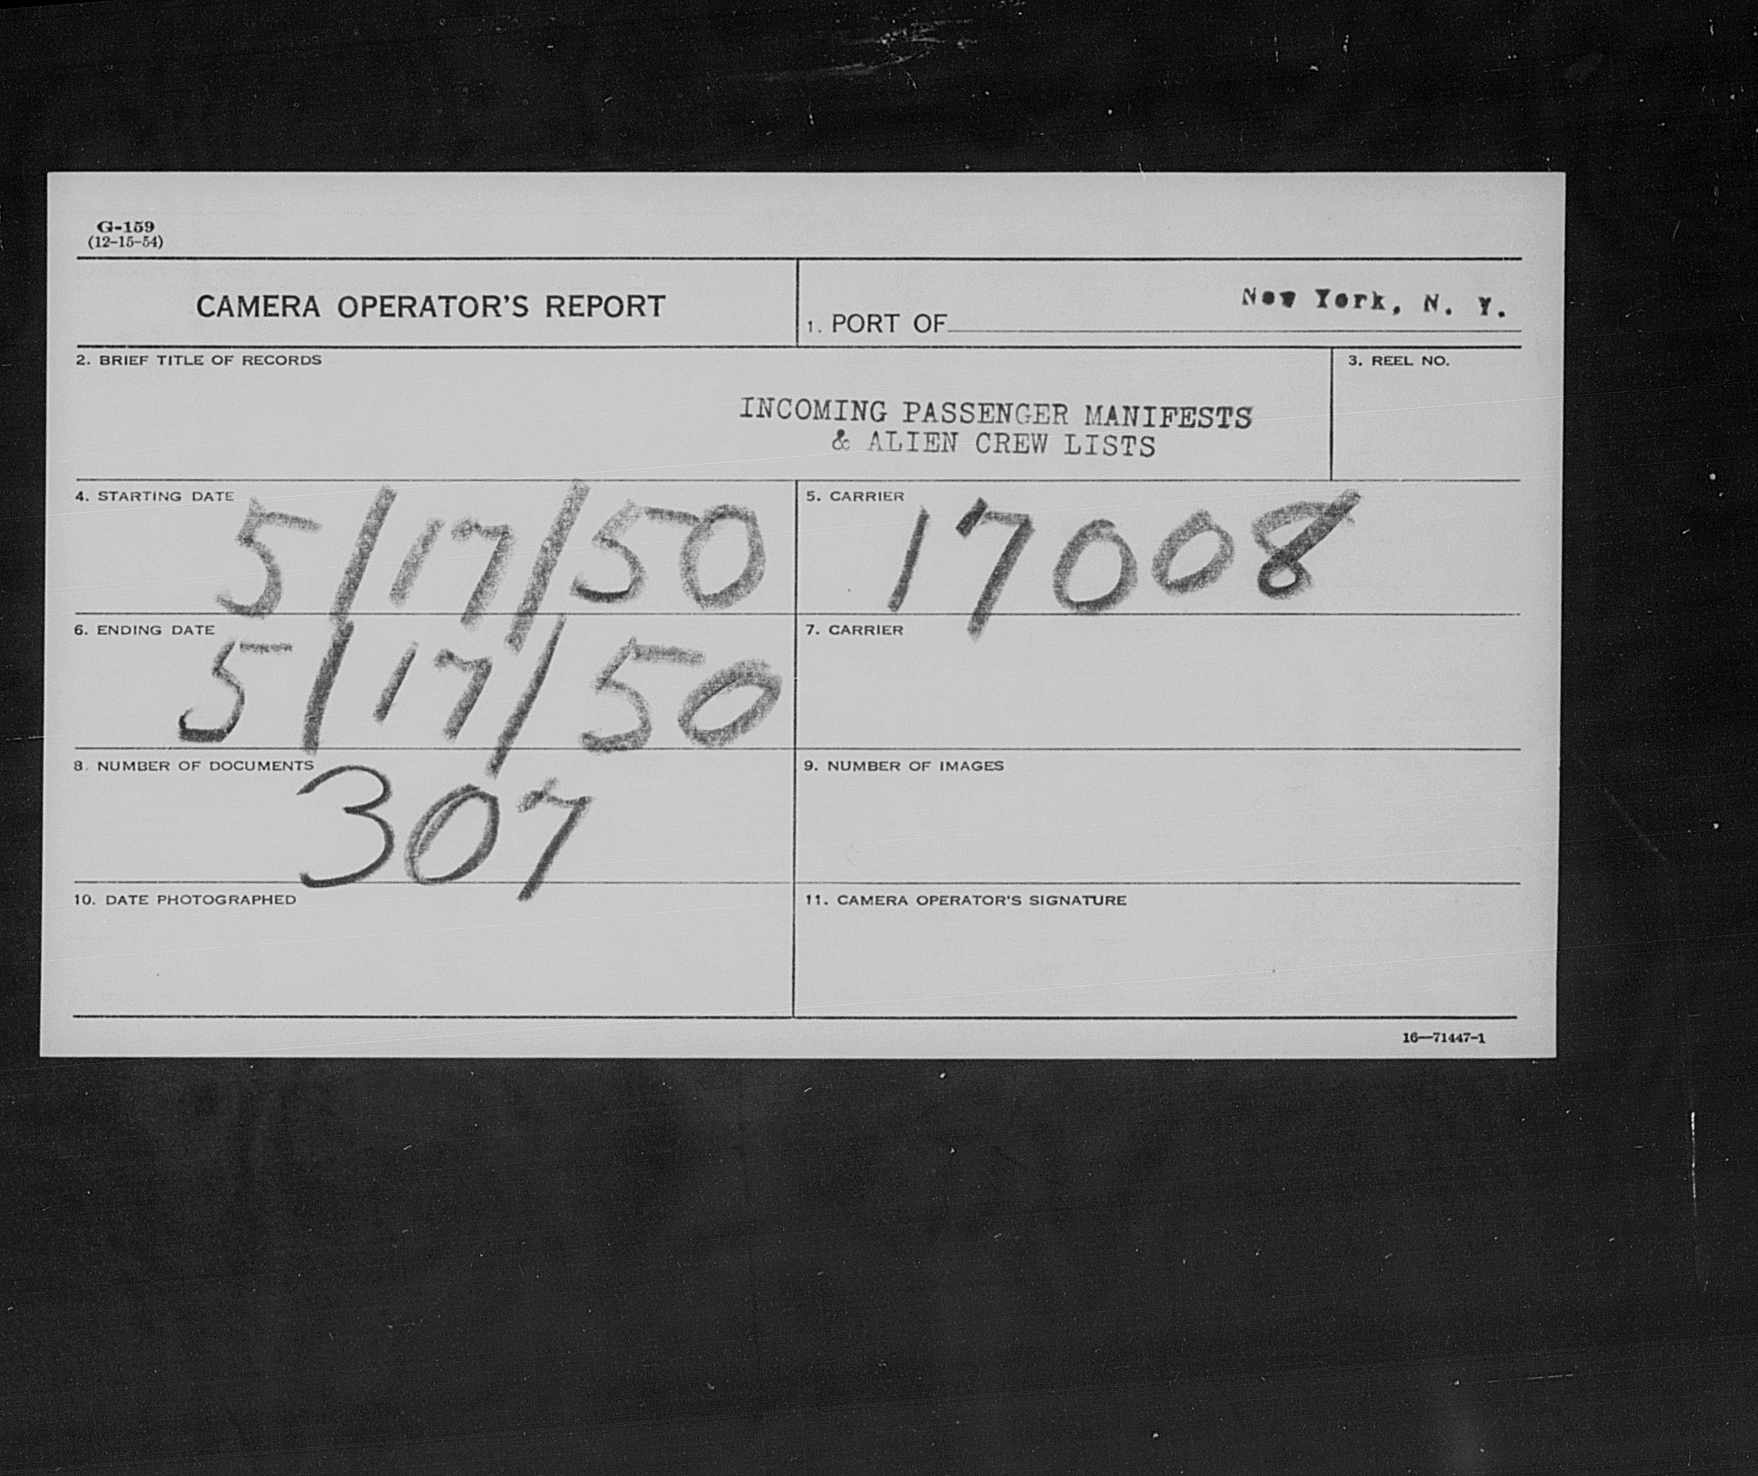 G-159
(12-15-54)
CAMERA OPERATOR'S REPORT
1. PORT OF New York, N. Y.
2. BRIEF TITLE OF RECORDS
INCOMING PASSENGER MANIFESTS
& ALIEN CREW LISTS
3. REEL NO.
4. STARTING DATE
5/17/50
5. CARRIER
17008
6. ENDING DATE
5/17/50
7. CARRIER
8. NUMBER OF DOCUMENTS
307
9. NUMBER OF IMAGES
10. DATE PHOTOGRAPHED
11. CAMERA OPERATOR'S SIGNATURE
16—71447-1